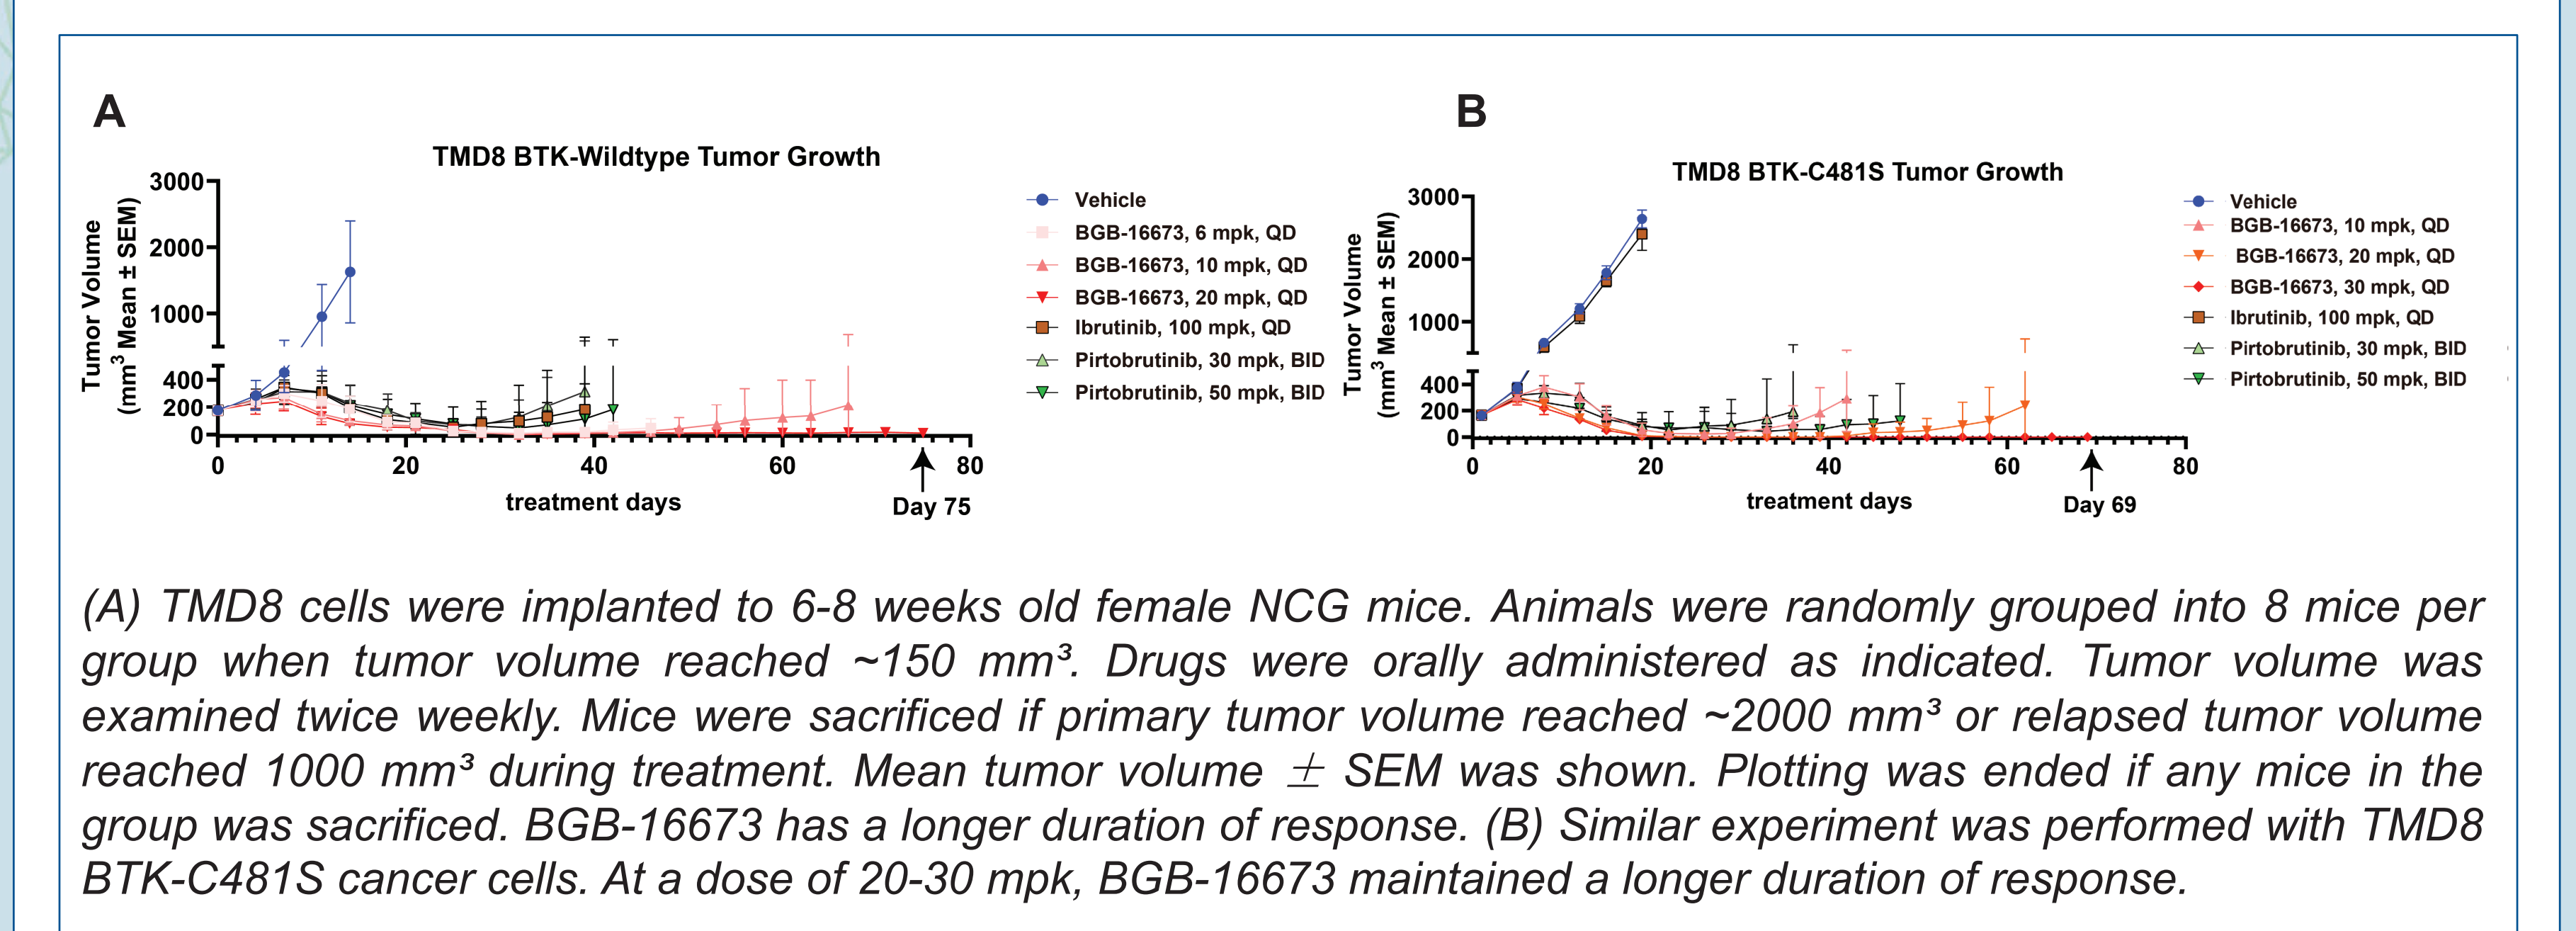 A
TMD8 BTK-Wildtype Tumor Growth
Tumor Volume
(mm³ Mean ± SEM)
3000
2000
1000
400
200
0
0 20 40 60 80
treatment days
Day 75
Vehicle
BGB-16673, 6 mpk, QD
BGB-16673, 10 mpk, QD
BGB-16673, 20 mpk, QD
Ibrutinib, 100 mpk, QD
Pirtobrutinib, 30 mpk, BID
Pirtobrutinib, 50 mpk, BID
B
TMD8 BTK-C481S Tumor Growth
Tumor Volume
(mm³ Mean ± SEM)
3000
2000
1000
400
200
0
0 20 40 60 80
treatment days
Day 69
Vehicle
BGB-16673, 10 mpk, QD
BGB-16673, 20 mpk, QD
BGB-16673, 30 mpk, QD
Ibrutinib, 100 mpk, QD
Pirtobrutinib, 30 mpk, BID
Pirtobrutinib, 50 mpk, BID
(A) TMD8 cells were implanted to 6-8 weeks old female NCG mice. Animals were randomly grouped into 8 mice per
group when tumor volume reached ~150 mm³. Drugs were orally administered as indicated. Tumor volume was
examined twice weekly. Mice were sacrificed if primary tumor volume reached ~2000 mm³ or relapsed tumor volume
reached 1000 mm³ during treatment. Mean tumor volume ± SEM was shown. Plotting was ended if any mice in the
group was sacrificed. BGB-16673 has a longer duration of response. (B) Similar experiment was performed with TMD8
BTK-C481S cancer cells. At a dose of 20-30 mpk, BGB-16673 maintained a longer duration of response.